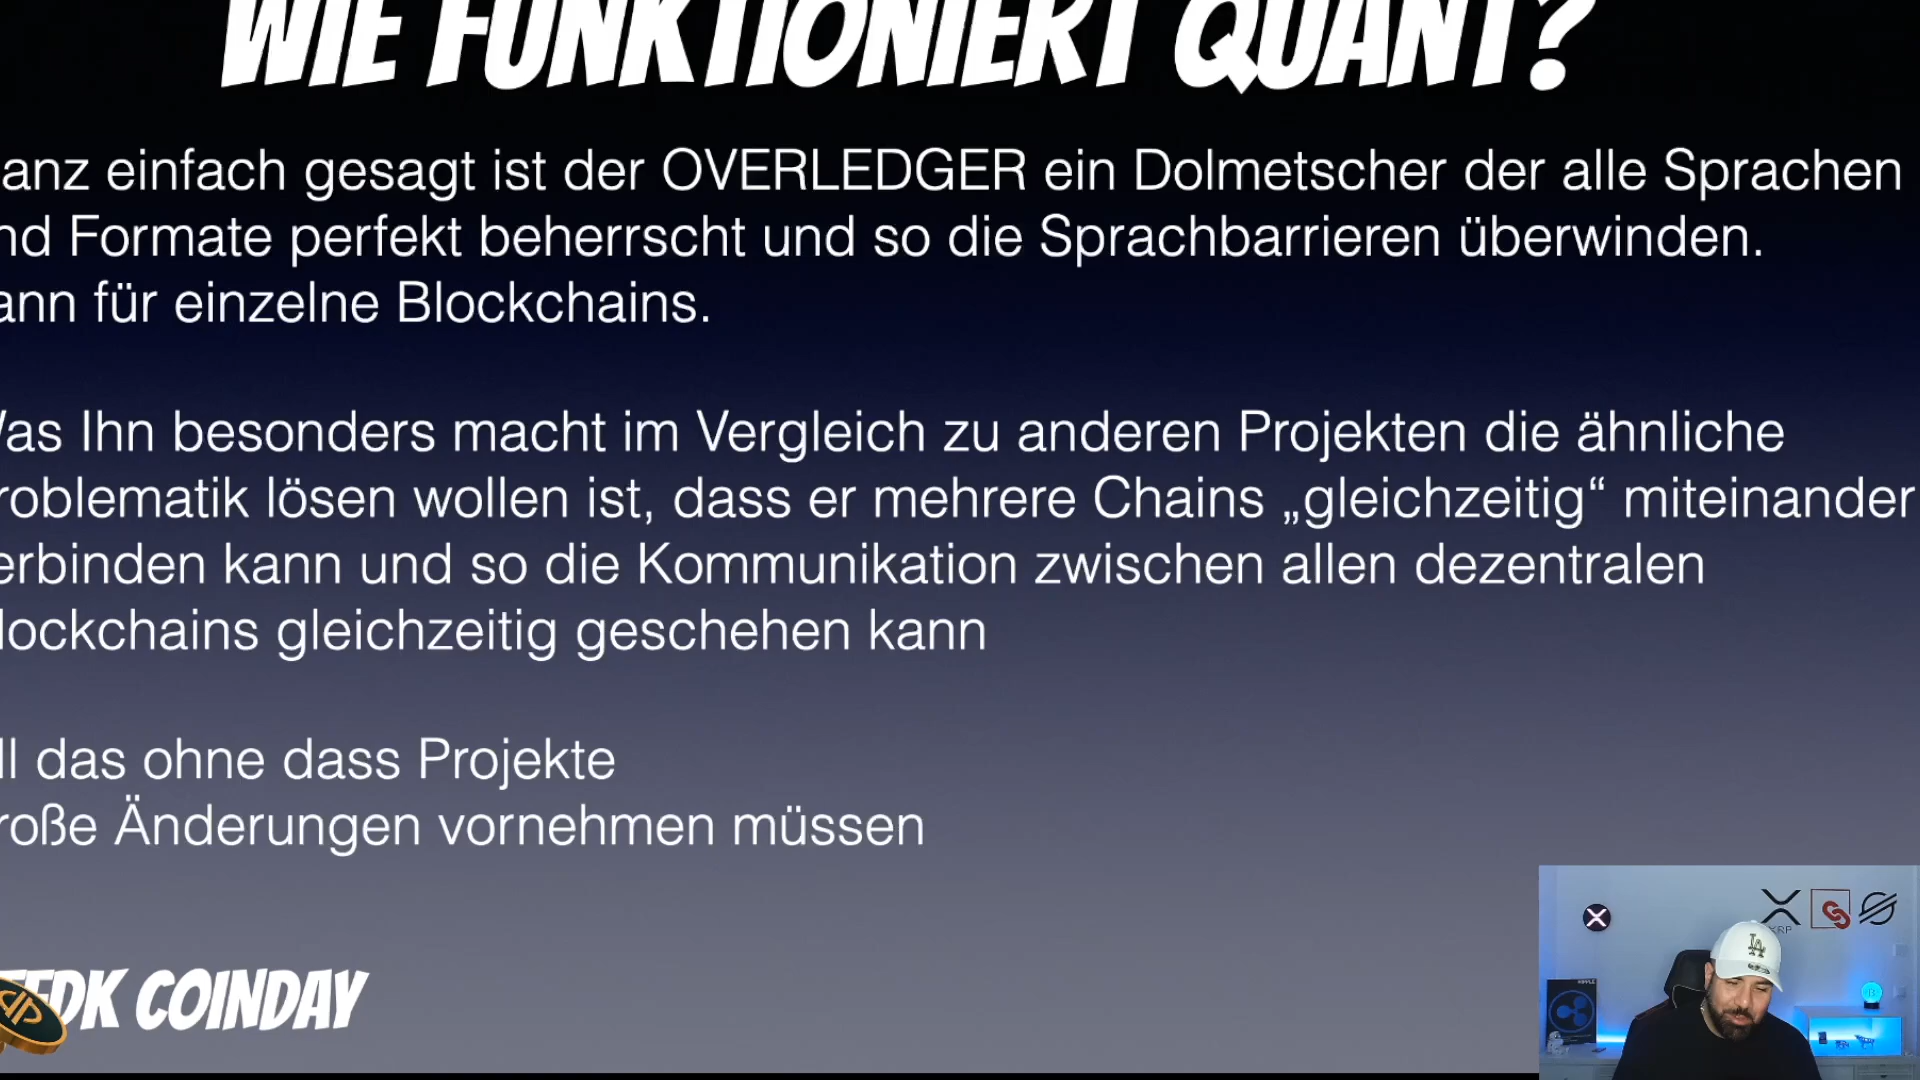 WIE FUNKTIONIERT QUANT?
anz einfach gesagt ist der OVERLEDGER ein Dolmetscher der alle Sprachen
nd Formate perfekt beherrscht und so die Sprachbarrieren überwinden.
ann für einzelne Blockchains.
as Ihn besonders macht im Vergleich zu anderen Projekten die ähnliche
roblematik lösen wollen ist, dass er mehrere Chains „gleichzeitig“ miteinander
erbinden kann und so die Kommunikation zwischen allen dezentralen
lockchains gleichzeitig geschehen kann
ll das ohne dass Projekte
roße Änderungen vornehmen müssen
DK COINDAY
XRP
LA
RIPPLE